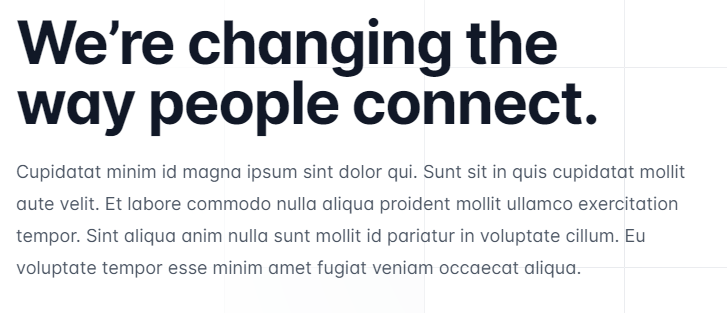 We’re changing the
way people connect.
Cupidatat minim id magna ipsum sint dolor qui. Sunt sit in quis cupidatat mollit
aute velit. Et labore commodo nulla aliqua proident mollit ullamco exercitation
tempor. Sint aliqua anim nulla sunt mollit id pariatur in voluptate cillum. Eu
voluptate tempor esse minim amet fugiat veniam occaecat aliqua.